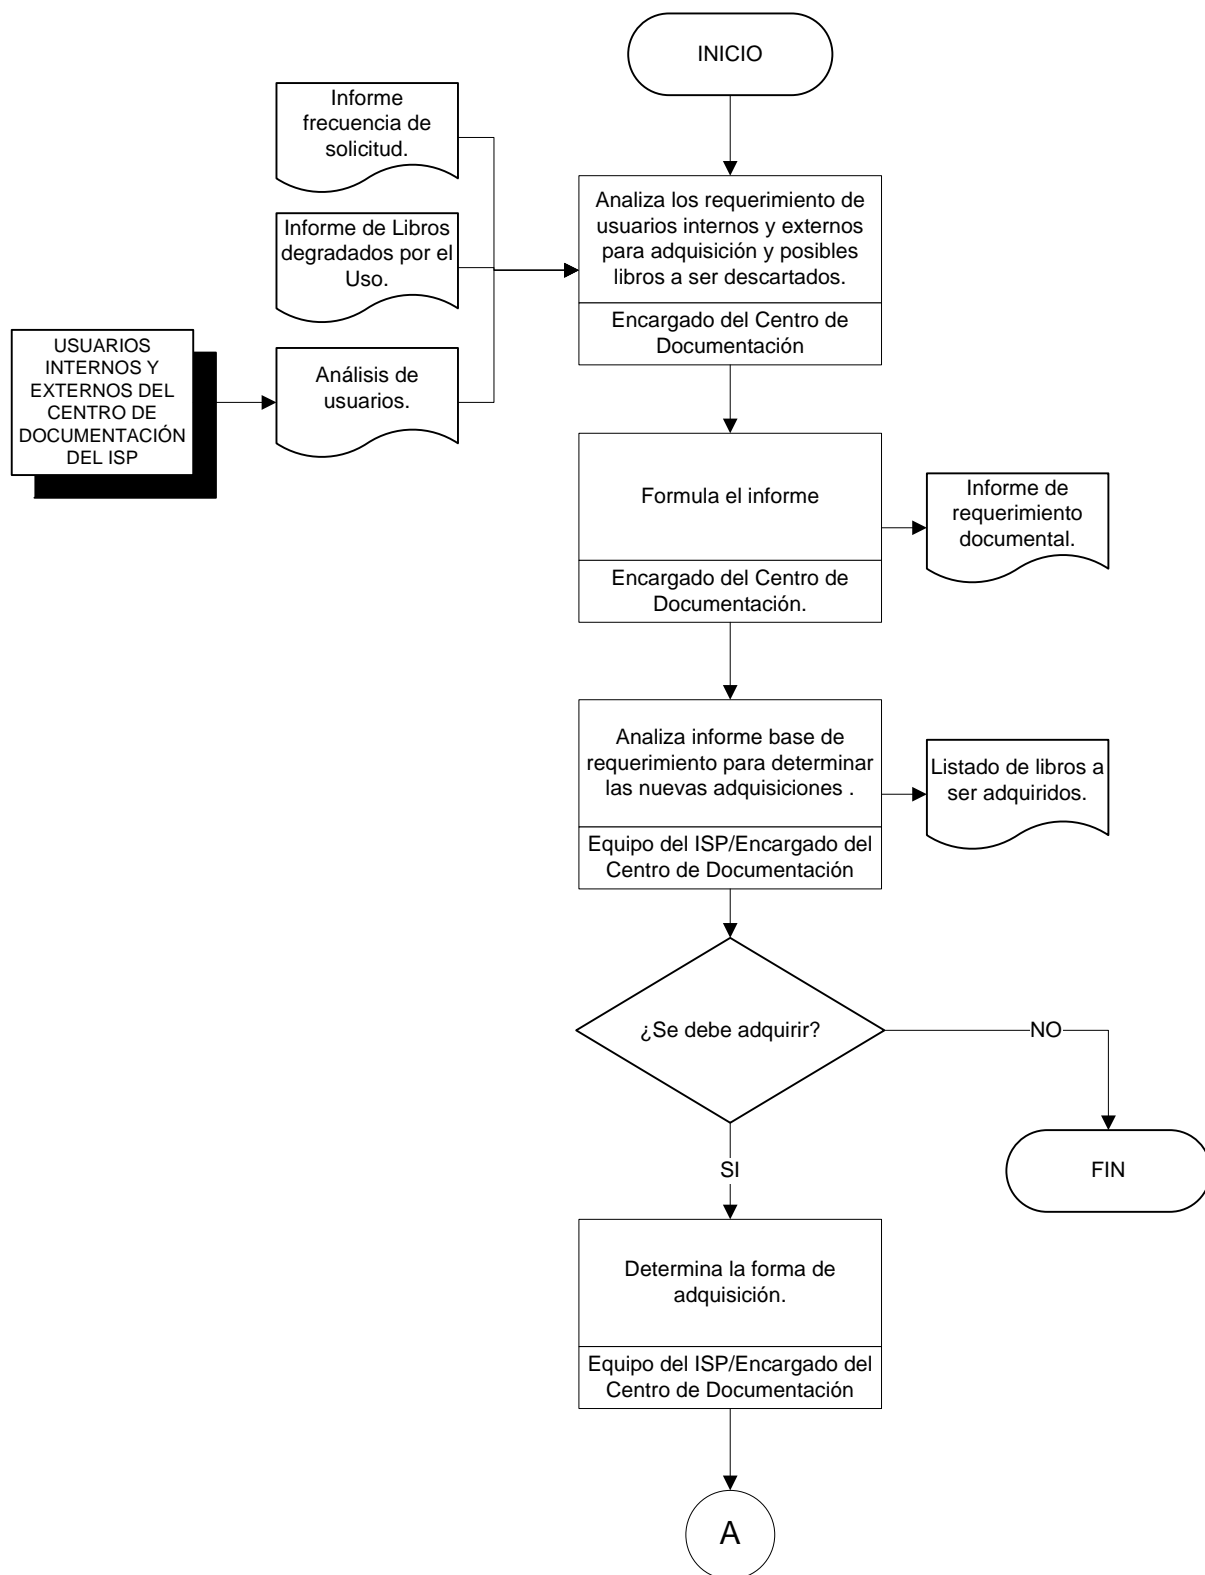 INICIO
Informe
frecuencia de
solicitud.
Analiza los requerimiento de
usuarios internos y externos
para adquisición y posibles
libros a ser descartados.
Encargado del Centro de
Documentación
Informe de Libros
degradados por el
Uso.
USUARIOS
INTERNOS Y
EXTERNOS DEL
CENTRO DE
DOCUMENTACIÓN
DEL ISP
Análisis de
usuarios.
Formula el informe
Encargado del Centro de
Documentación.
Informe de
requerimiento
documental.
Analiza informe base de
requerimiento para determinar
las nuevas adquisiciones .
Equipo del ISP/Encargado del
Centro de Documentación
Listado de libros a
ser adquiridos.
¿Se debe adquirir?
NO
SI
FIN
Determina la forma de
adquisición.
Equipo del ISP/Encargado del
Centro de Documentación
A